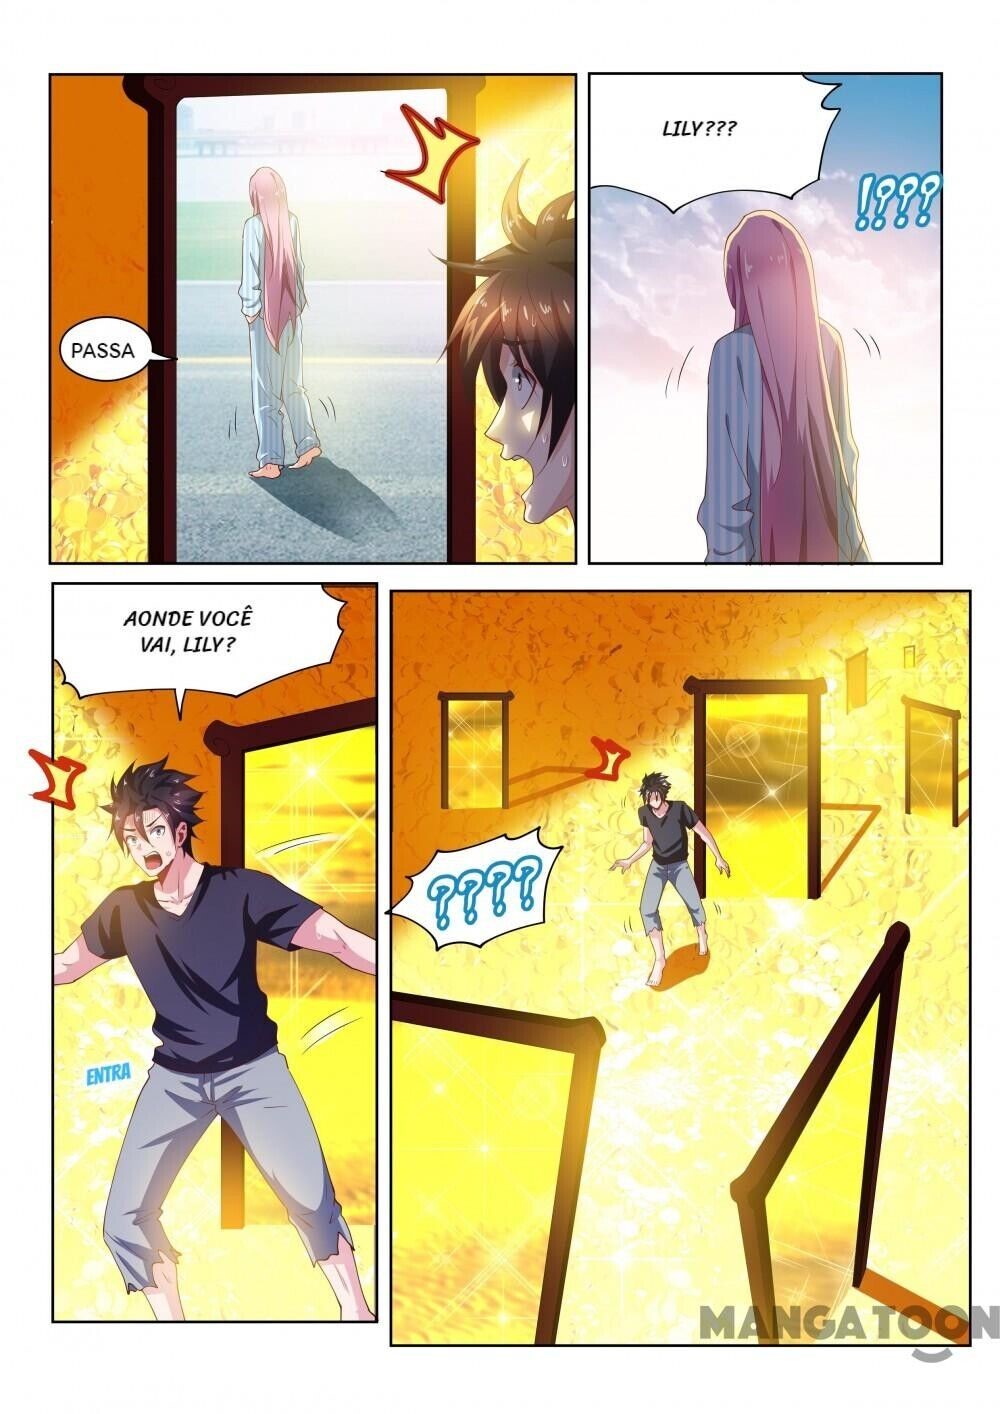 PASSA
LILY???
!????
AONDE VOCÊ
VAI, LILY?
ENTRA
????
MANGATOON